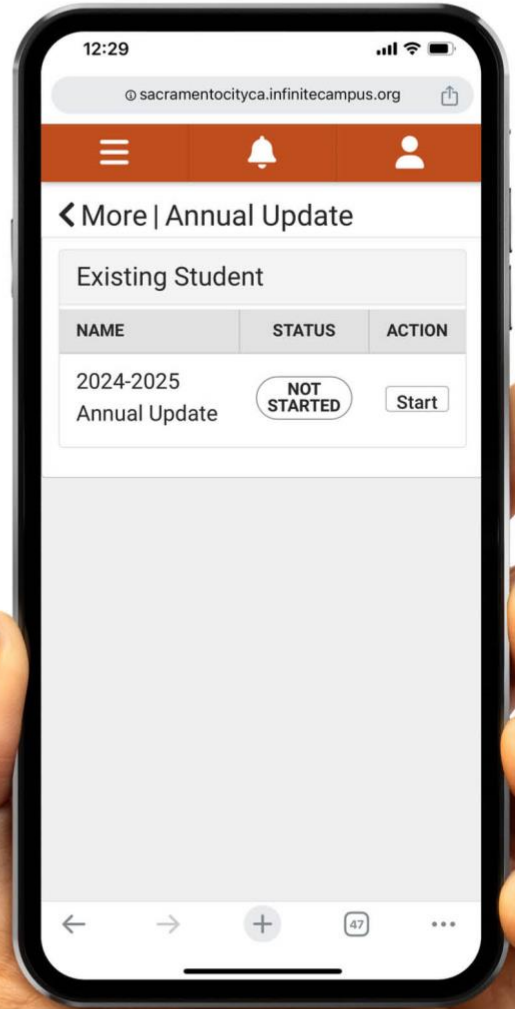 12:29
sacramentocityca.infinitecampus.org
More | Annual Update
Existing Student
NAME STATUS ACTION
2024-2025 Annual Update NOT STARTED Start
47